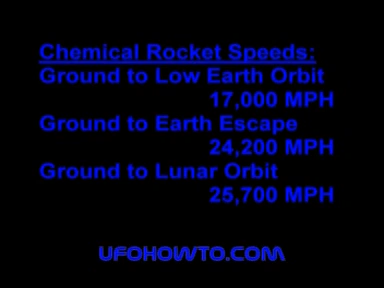 Chemical Rocket Speeds:
Ground to Low Earth Orbit
17,000 MPH
Ground to Earth Escape
24,200 MPH
Ground to Lunar Orbit
25,700 MPH
UFOHOWTO.COM